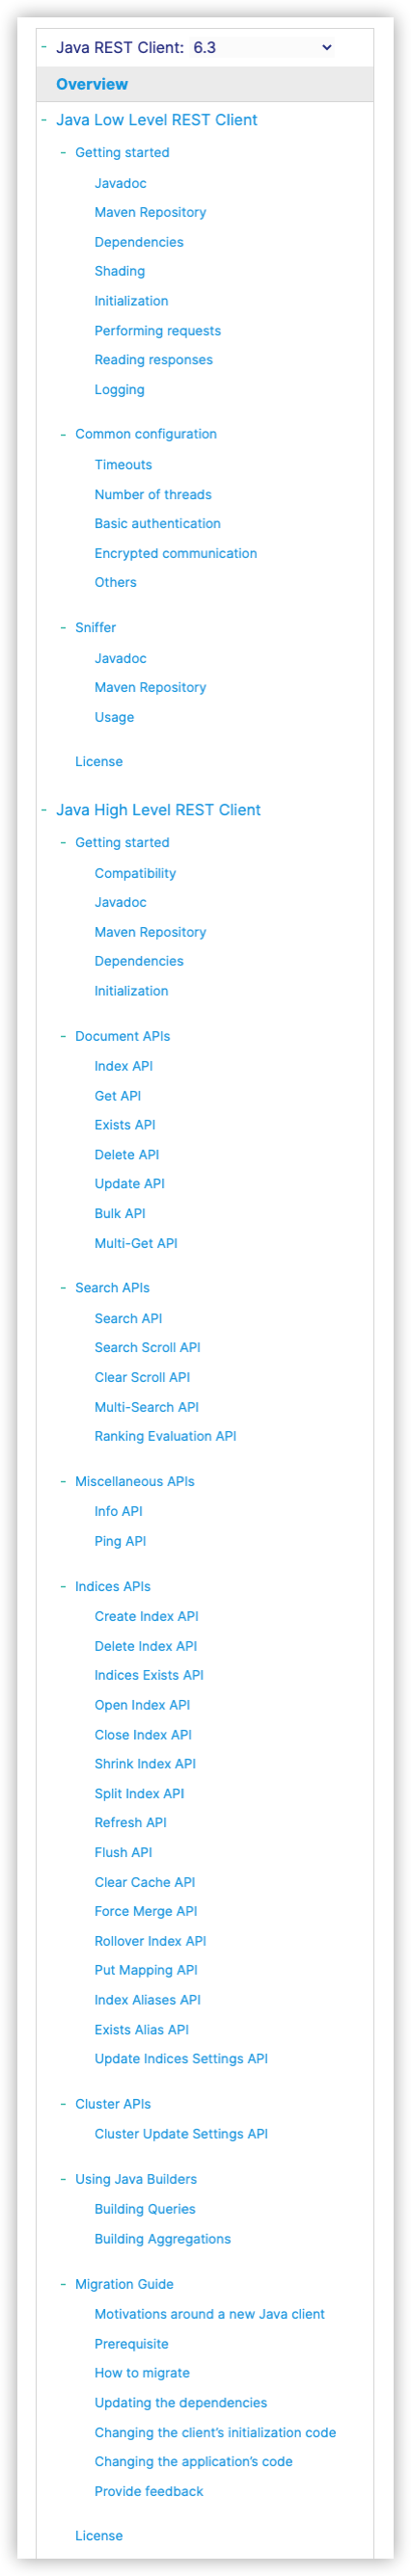 - Java REST Client: 6.3
Overview
- Java Low Level REST Client
- Getting started
Javadoc
Maven Repository
Dependencies
Shading
Initialization
Performing requests
Reading responses
Logging
- Common configuration
Timeouts
Number of threads
Basic authentication
Encrypted communication
Others
- Sniffer
Javadoc
Maven Repository
Usage
License
- Java High Level REST Client
- Getting started
Compatibility
Javadoc
Maven Repository
Dependencies
Initialization
- Document APIs
Index API
Get API
Exists API
Delete API
Update API
Bulk API
Multi-Get API
- Search APIs
Search API
Search Scroll API
Clear Scroll API
Multi-Search API
Ranking Evaluation API
- Miscellaneous APIs
Info API
Ping API
- Indices APIs
Create Index API
Delete Index API
Indices Exists API
Open Index API
Close Index API
Shrink Index API
Split Index API
Refresh API
Flush API
Clear Cache API
Force Merge API
Rollover Index API
Put Mapping API
Index Aliases API
Exists Alias API
Update Indices Settings API
- Cluster APIs
Cluster Update Settings API
- Using Java Builders
Building Queries
Building Aggregations
- Migration Guide
Motivations around a new Java client
Prerequisite
How to migrate
Updating the dependencies
Changing the client’s initialization code
Changing the application’s code
Provide feedback
License